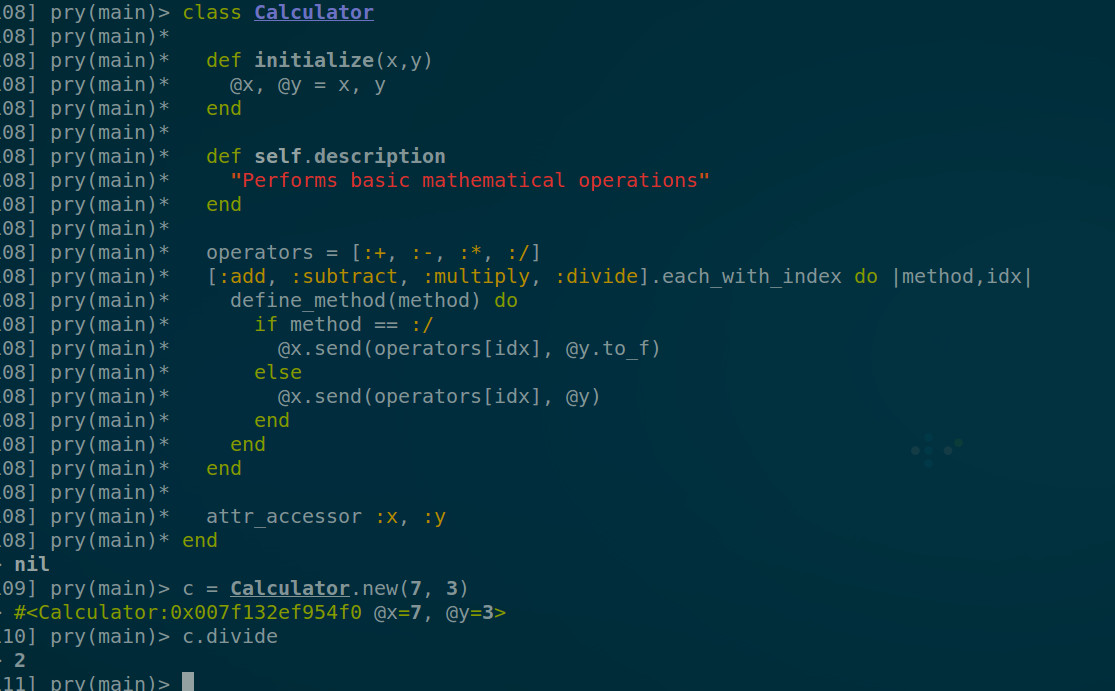 08] pry(main)> class Calculator
08] pry(main)*
08] pry(main)*   def initialize(x,y)
08] pry(main)*     @x, @y = x, y
08] pry(main)*   end
08] pry(main)*
08] pry(main)*   def self.description
08] pry(main)*     "Performs basic mathematical operations"
08] pry(main)*   end
08] pry(main)*
08] pry(main)*   operators = [:+, :-, :*, :/]
08] pry(main)*   [:add, :subtract, :multiply, :divide].each_with_index do |method,idx|
08] pry(main)*     define_method(method) do
08] pry(main)*       if method == :/
08] pry(main)*         @x.send(operators[idx], @y.to_f)
08] pry(main)*       else
08] pry(main)*         @x.send(operators[idx], @y)
08] pry(main)*       end
08] pry(main)*     end
08] pry(main)*   end
08] pry(main)*
08] pry(main)*   attr_accessor :x, :y
08] pry(main)* end
nil
09] pry(main)> c = Calculator.new(7, 3)
#<Calculator:0x007f132ef954f0 @x=7, @y=3>
10] pry(main)> c.divide
2
11] pry(main)>